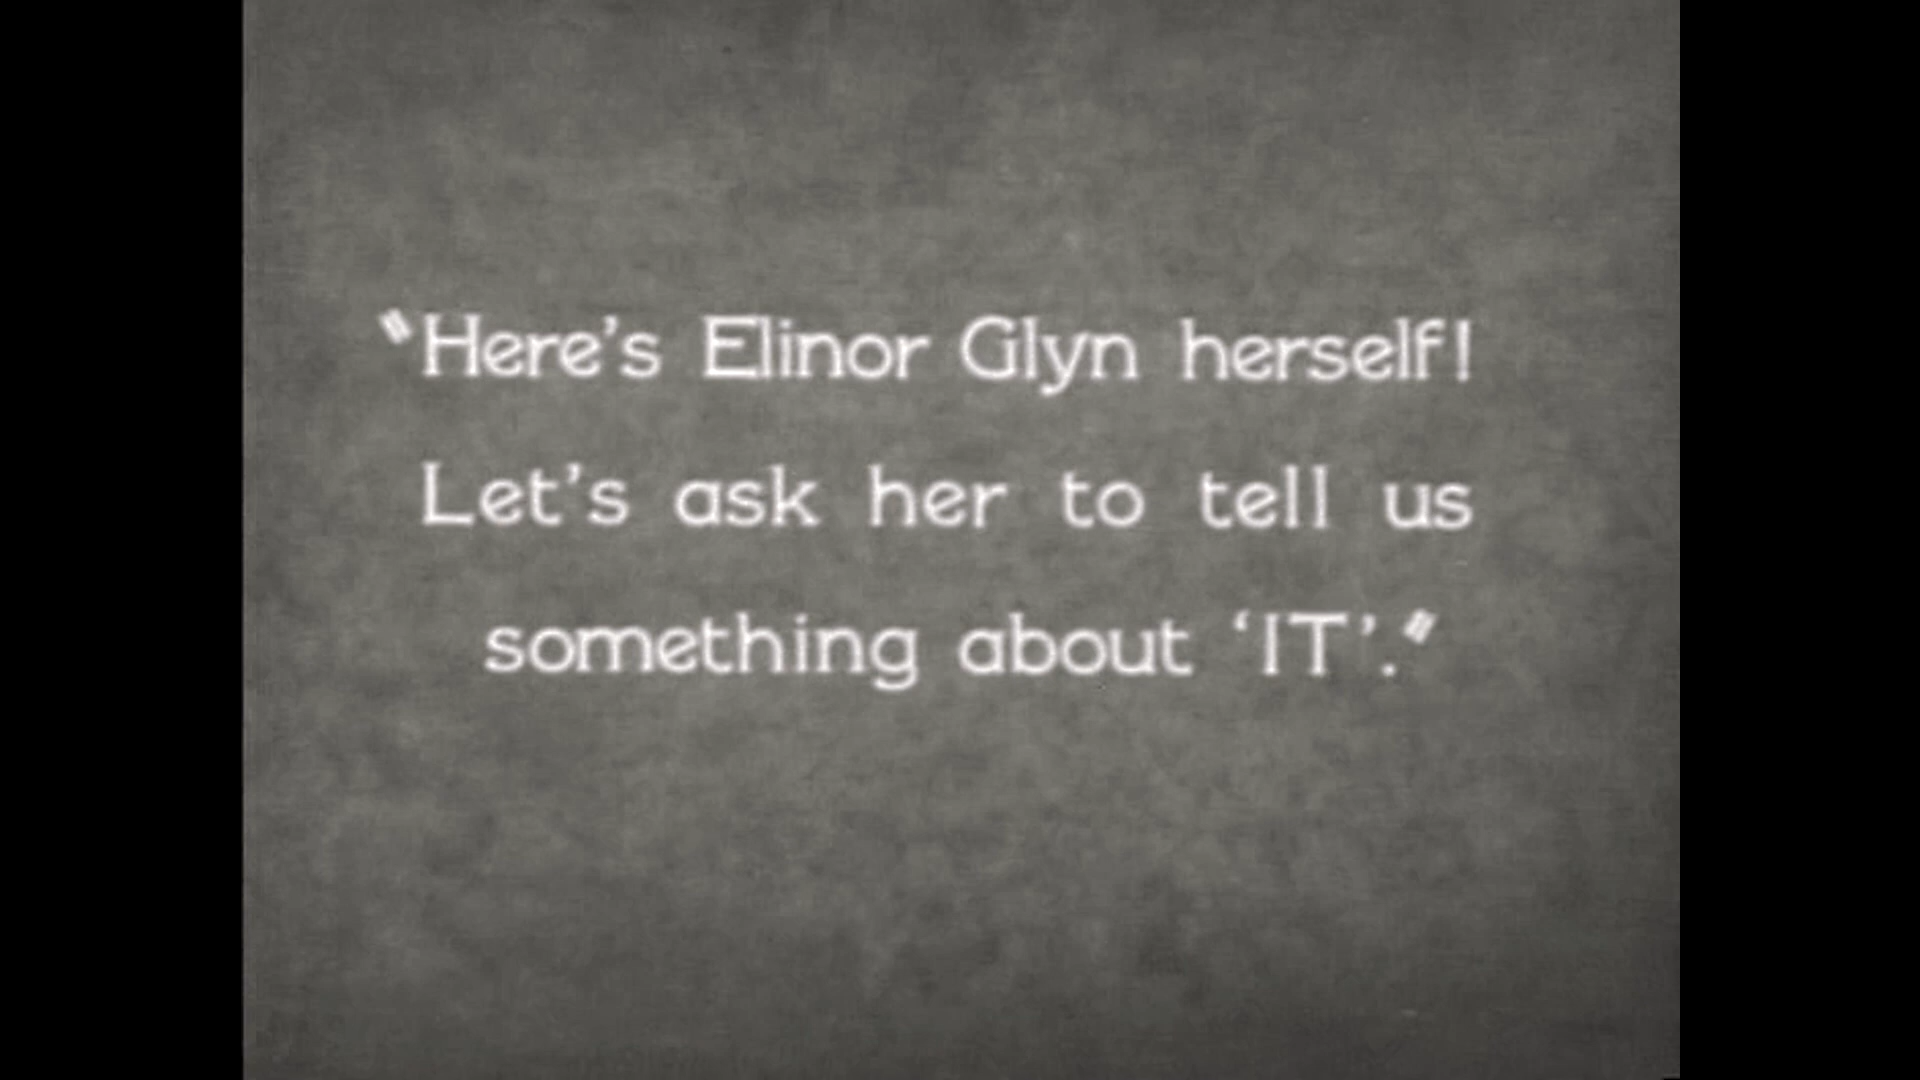 "Here's Elinor Glyn herself!
Let's ask her to tell us
something about 'IT'."